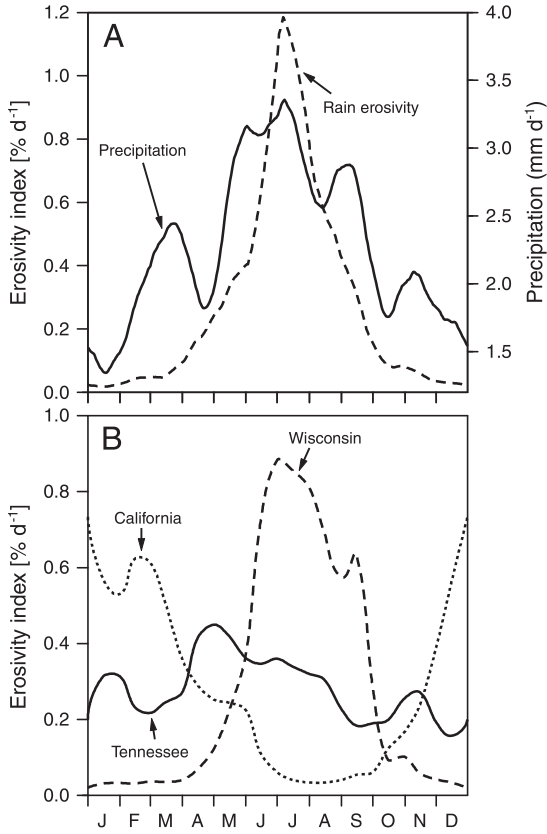 A
Erosivity index [% d-1]
1.2
1.0
0.8
0.6
0.4
0.2
0.0
Precipitation
Rain erosivity
4.0
3.5
3.0
2.5
2.0
1.5
Precipitation (mm d-1)
B
Erosivity index [% d-1]
1.0
0.8
0.6
0.4
0.2
0.0
Wisconsin
California
Tennessee
J F M A M J J A S O N D